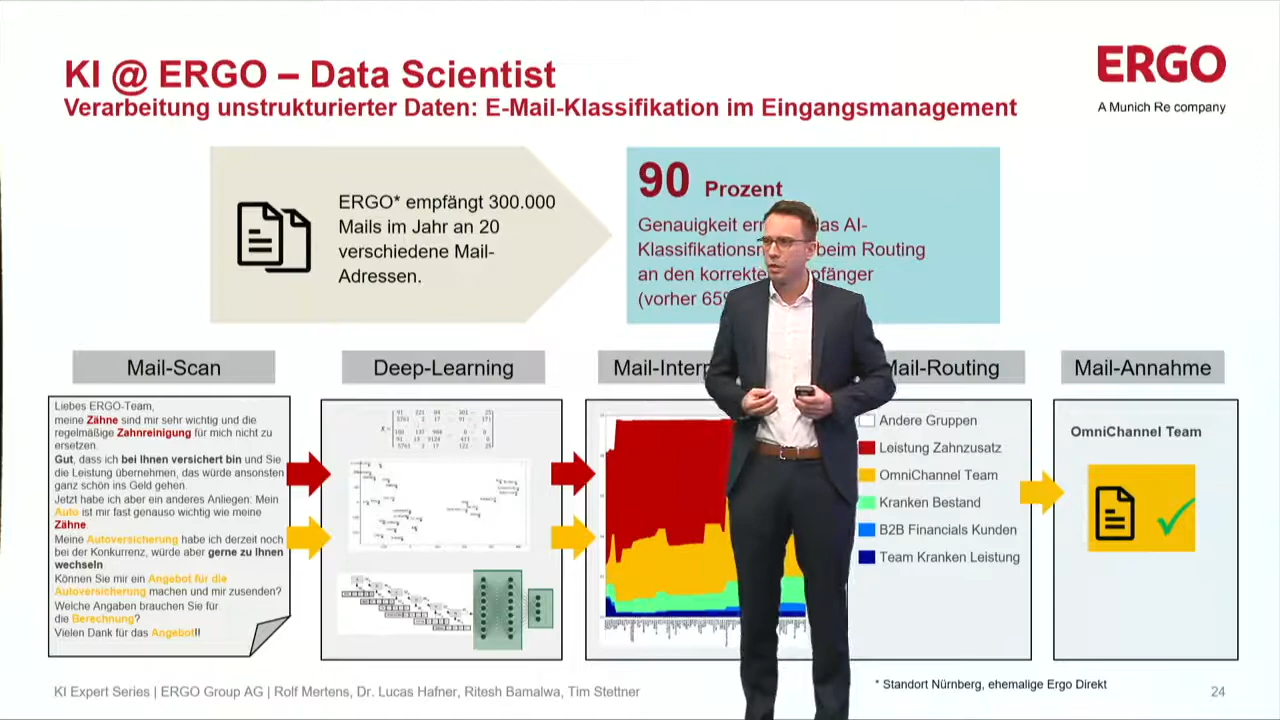 KI @ ERGO – Data Scientist
Verarbeitung unstrukturierter Daten: E-Mail-Klassifikation im Eingangsmanagement
ERGO
A Munich Re company
ERGO* empfängt 300.000
Mails im Jahr an 20
verschiedene Mail-
Adressen.
90 Prozent
Genauigkeit das AI-
beim Routing
an den
(vorher
Mail-Scan
Deep-Learning
Mail-Routing
Mail-Annahme
Liebes ERGO-Team,
meine Zähne sind mir sehr wichtig und die
regelmäßige Zahnreinigung für mich nicht zu
ersetzen.
Gut, dass ich bei Ihnen versichert bin und Sie
die Leistung übernehmen, das würde ansonsten
ganz schön ins Geld gehen.
Jetzt habe ich aber ein anderes Anliegen: Mein
Auto ist mir fast genauso wichtig wie meine
Zähne.
Meine Autoversicherung habe ich derzeit noch
bei der Konkurrenz, würde aber gerne zu Ihnen
wechseln
Können Sie mir ein Angebot für die
Autoversicherung machen und mir zusenden?
Welche Angaben brauchen Sie für
die Berechnung?
Vielen Dank für das Angebot!!
Andere Gruppen
Leistung Zahnzusatz
OmniChannel Team
Kranken Bestand
B2B Financials Kunden
Team Kranken Leistung
OmniChannel Team
KI Expert Series | ERGO Group AG | Rolf Mertens, Dr. Lucas Hafner, Ritesh Bamalwa, Tim Stettner
* Standort Nürnberg, ehemalige Ergo Direkt
24